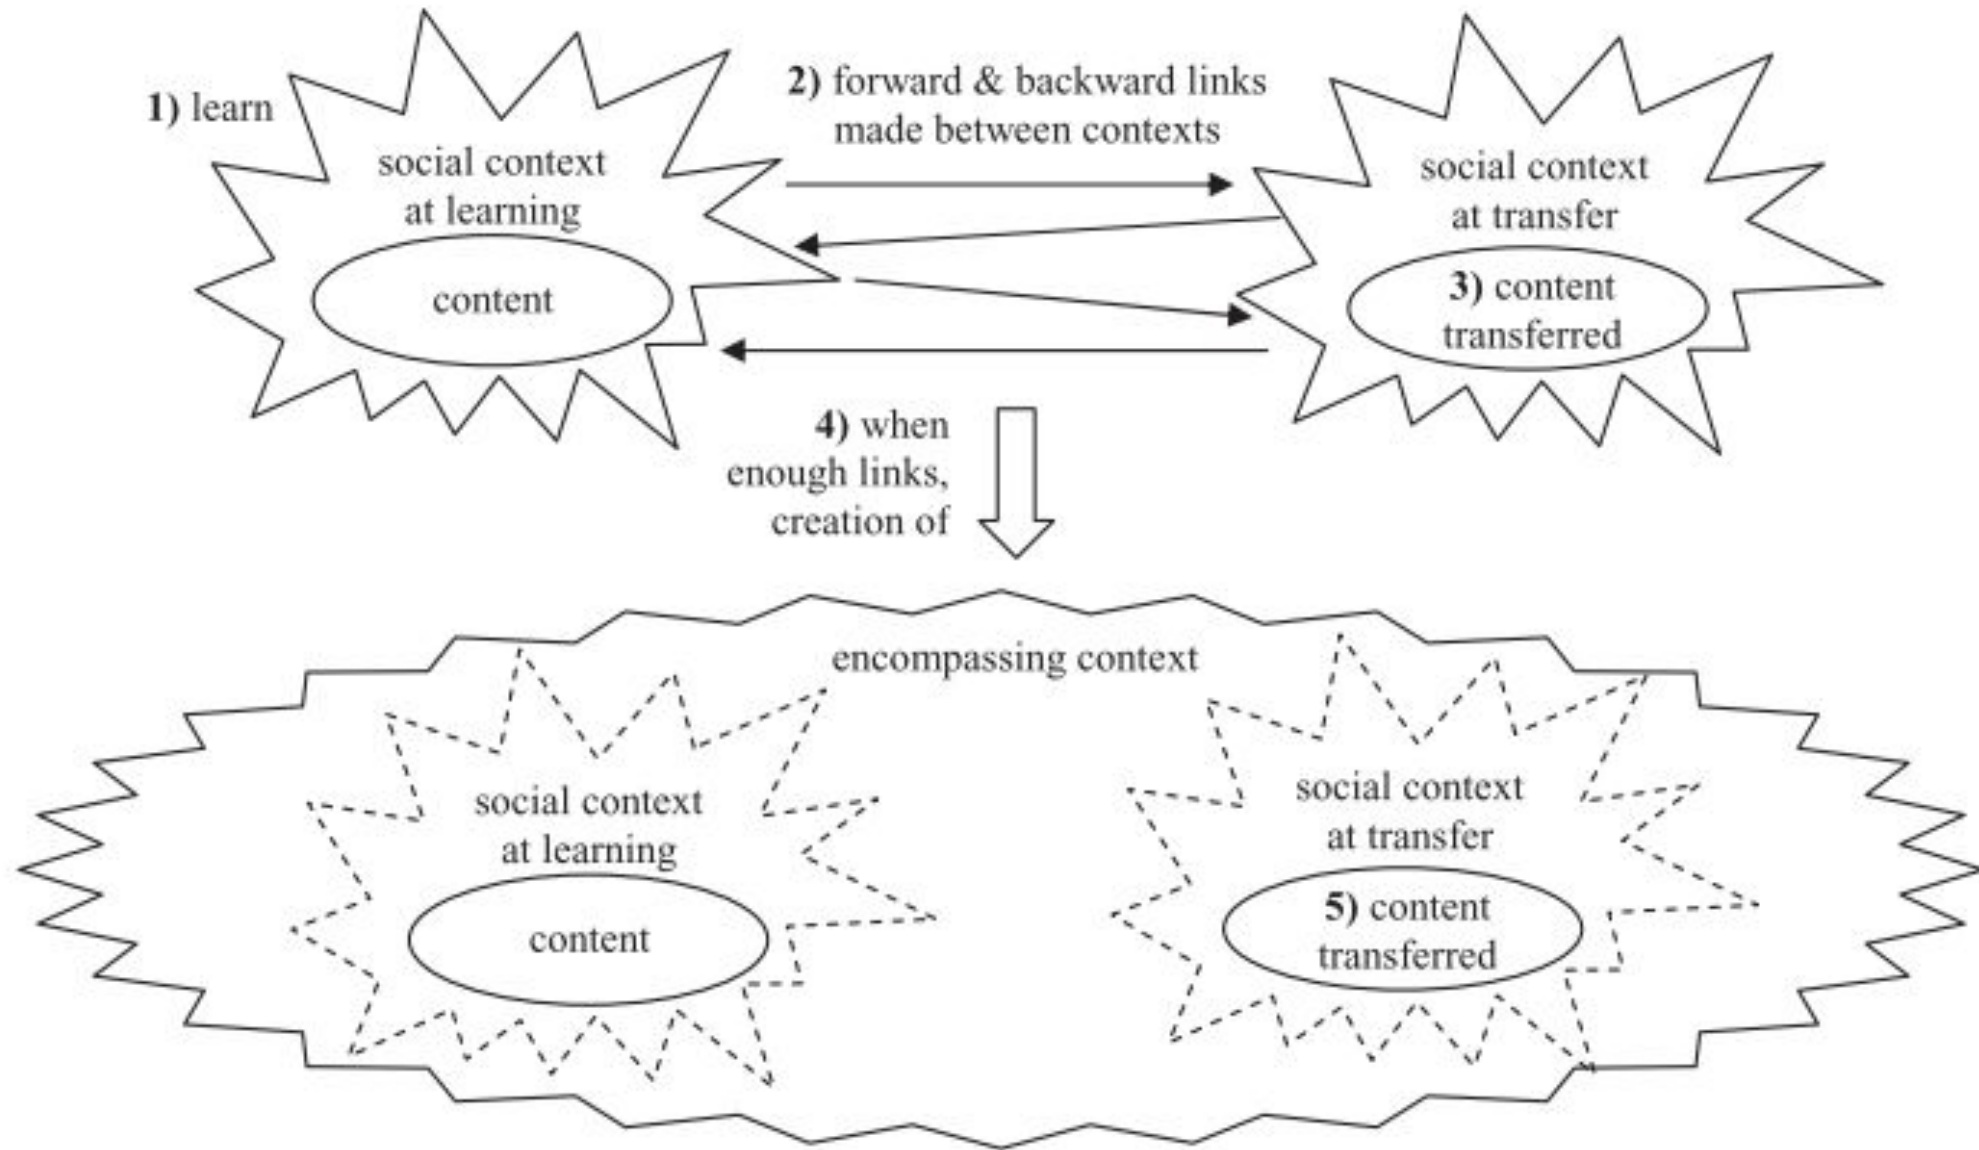 1) learn
social context
at learning
content
2) forward & backward links
made between contexts
social context
at transfer
3) content
transferred
4) when
enough links,
creation of
encompassing context
social context
at learning
content
social context
at transfer
5) content
transferred